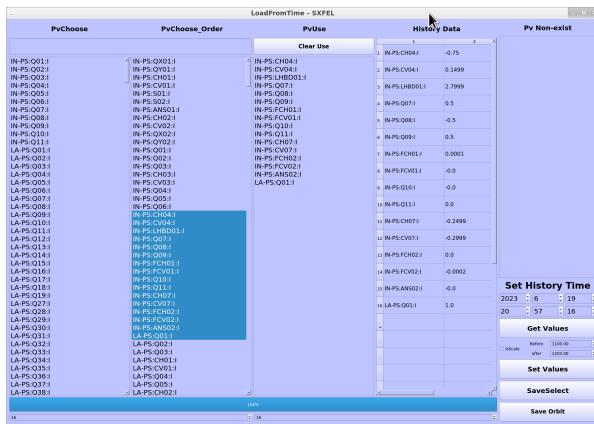 LoadFromTime - SXFEL
PvChoose
PvChoose_Order
PvUse
History Data
Pv Non-exist
Clear Use
IN-PS:Q01:I
IN-PS:Q02:I
IN-PS:Q03:I
IN-PS:Q04:I
IN-PS:Q05:I
IN-PS:Q06:I
IN-PS:Q07:I
IN-PS:Q08:I
IN-PS:Q09:I
IN-PS:Q10:I
IN-PS:Q11:I
LA-PS:Q01:I
LA-PS:Q02:I
LA-PS:Q03:I
LA-PS:Q04:I
LA-PS:Q05:I
LA-PS:Q06:I
LA-PS:Q07:I
LA-PS:Q08:I
LA-PS:Q09:I
LA-PS:Q10:I
LA-PS:Q11:I
LA-PS:Q12:I
LA-PS:Q13:I
LA-PS:Q14:I
LA-PS:Q15:I
LA-PS:Q16:I
LA-PS:Q17:I
LA-PS:Q18:I
LA-PS:Q19:I
LA-PS:Q27:I
LA-PS:Q28:I
LA-PS:Q29:I
LA-PS:Q30:I
LA-PS:Q31:I
LA-PS:Q32:I
LA-PS:Q33:I
LA-PS:Q34:I
LA-PS:Q35:I
LA-PS:Q36:I
LA-PS:Q37:I
LA-PS:Q38:I
IN-PS:QX01:I
IN-PS:QY01:I
IN-PS:CH01:I
IN-PS:CV01:I
IN-PS:S01:I
IN-PS:S02:I
IN-PS:ANS01:I
IN-PS:CH02:I
IN-PS:CV02:I
IN-PS:QX02:I
IN-PS:QY02:I
IN-PS:Q01:I
IN-PS:Q02:I
IN-PS:Q03:I
IN-PS:CH03:I
IN-PS:CV03:I
IN-PS:Q04:I
IN-PS:Q05:I
IN-PS:Q06:I
IN-PS:CH04:I
IN-PS:CV04:I
IN-PS:LHBD01:I
IN-PS:Q07:I
IN-PS:Q08:I
IN-PS:Q09:I
IN-PS:FCH01:I
IN-PS:FCV01:I
IN-PS:Q10:I
IN-PS:Q11:I
IN-PS:CH07:I
IN-PS:CV07:I
IN-PS:FCH02:I
IN-PS:FCV02:I
IN-PS:ANS02:I
LA-PS:Q01:I
LA-PS:Q02:I
LA-PS:Q03:I
LA-PS:CH01:I
LA-PS:CV01:I
LA-PS:Q04:I
LA-PS:Q05:I
LA-PS:CH02:I
IN-PS:CH04:I
IN-PS:CV04:I
IN-PS:LHBD01:I
IN-PS:Q07:I
IN-PS:Q08:I
IN-PS:Q09:I
IN-PS:FCH01:I
IN-PS:FCV01:I
IN-PS:Q10:I
IN-PS:Q11:I
IN-PS:CH07:I
IN-PS:CV07:I
IN-PS:FCH02:I
IN-PS:FCV02:I
IN-PS:ANS02:I
LA-PS:Q01:I
1 2
1 IN-PS:CH04:I -0.75
2 IN-PS:CV04:I 0.1499
3 IN-PS:LHBD01:I 2.7999
4 IN-PS:Q07:I 0.5
5 IN-PS:Q08:I -0.5
6 IN-PS:Q09:I 0.5
7 IN-PS:FCH01:I 0.0001
8 IN-PS:FCV01:I -0.0
9 IN-PS:Q10:I -0.0
10 IN-PS:Q11:I 0.0
11 IN-PS:CH07:I -0.2499
12 IN-PS:CV07:I -0.2999
13 IN-PS:FCH02:I 0.0
14 IN-PS:FCV02:I -0.0002
15 IN-PS:ANS02:I -0.0
16 LA-PS:Q01:I 1.0
Set History Time
2023 6 19
20 57 16
Get Values
isScale
Before 1100.00
after 1200.00
Set Values
SaveSelect
Save Orbit
100%
16
16